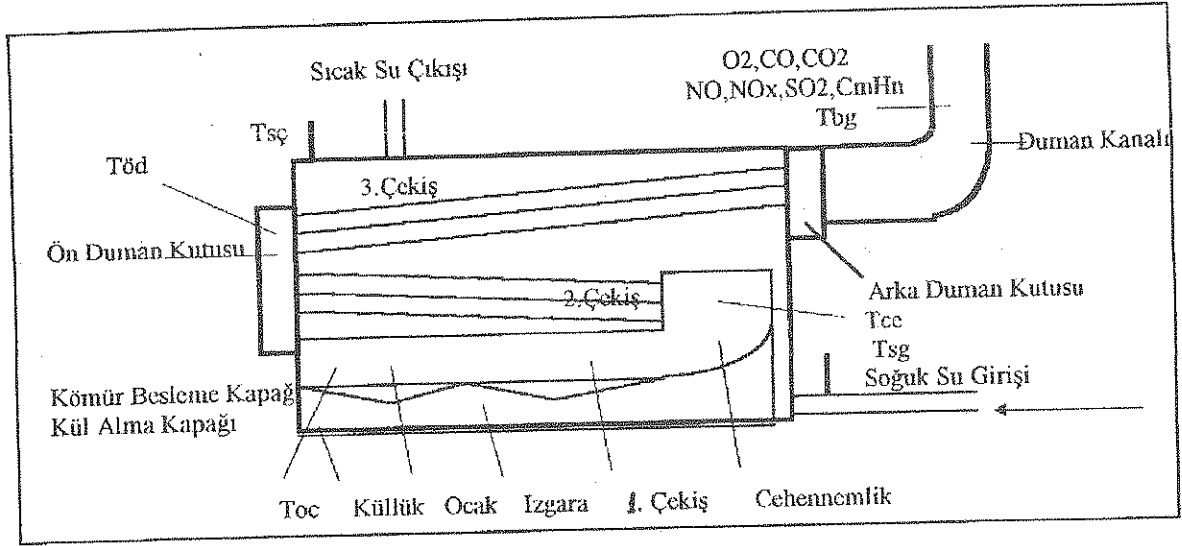 O2,CO,CO2
Sıcak Su Çıkışı
NO,NOx,SO2,CmHn
Tbg
Tsç
Duman Kanalı
Töd
3.Çekiş
Ön Duman Kutusu
2.Çekiş
Arka Duman Kutusu
Tce
Tsg
Soğuk Su Girişi
Kömür Besleme Kapağ
Kül Alma Kapağı
Toc Küllük Ocak Izgara 1. Çekiş Cehennemlik